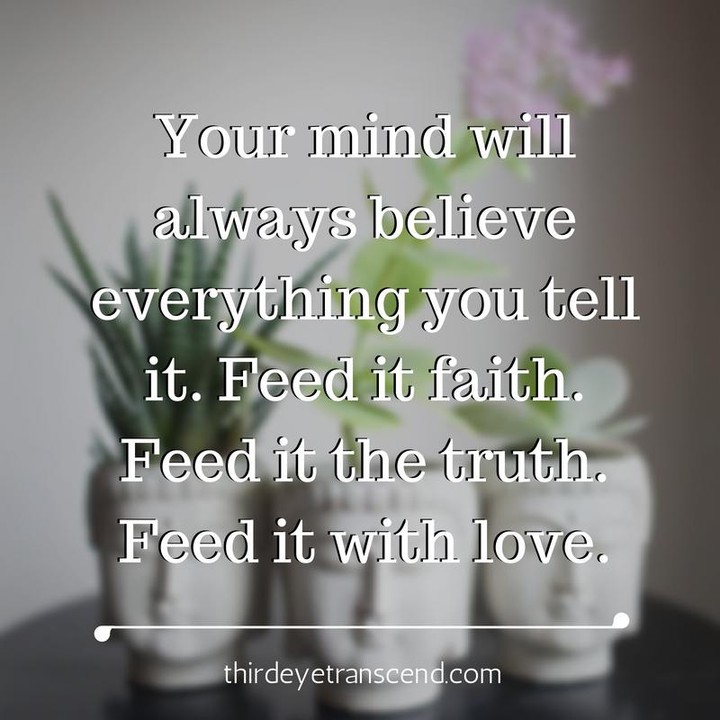 Your mind will
always believe
everything you tell
it. Feed it faith.
Feed it the truth.
Feed it with love.
thirdeyetranscend.com